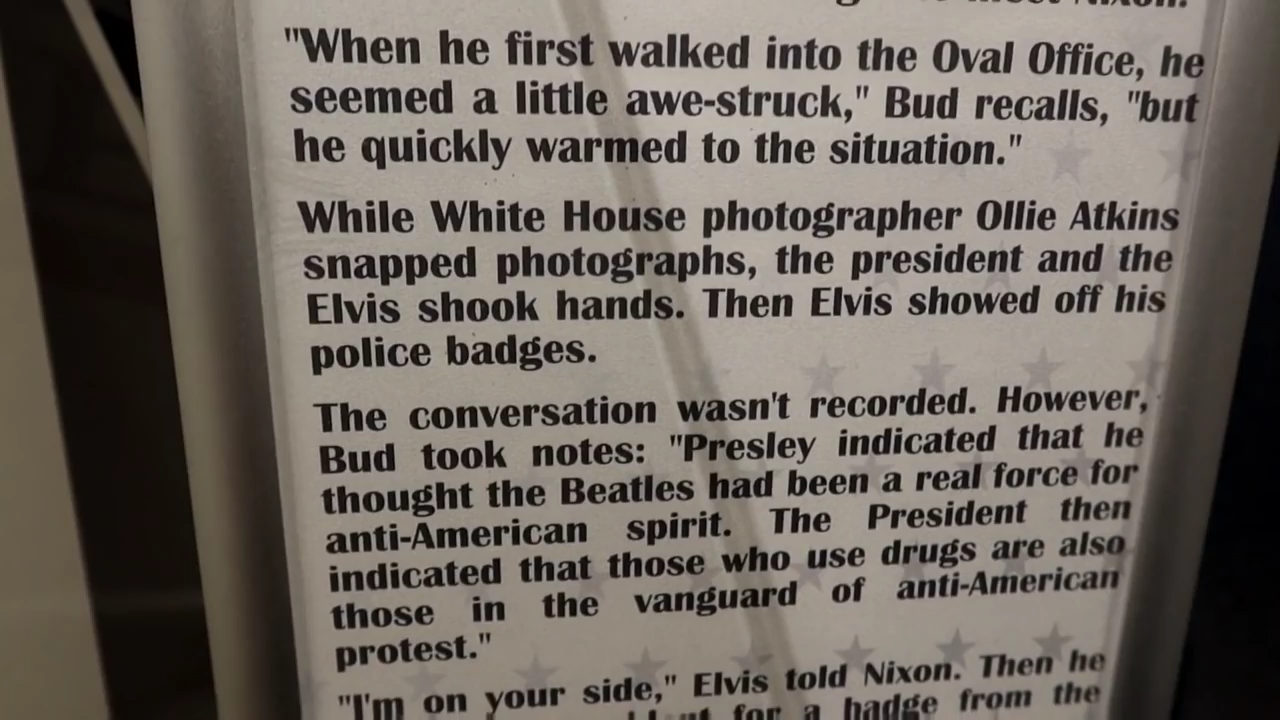 meet Nixon.
"When he first walked into the Oval Office, he
seemed a little awe-struck," Bud recalls, "but
he quickly warmed to the situation."
While White House photographer Ollie Atkins
snapped photographs, the president and the
Elvis shook hands. Then Elvis showed off his
police badges.
The conversation wasn't recorded. However,
Bud took notes: "Presley indicated that he
thought the Beatles had been a real force for
anti-American spirit. The President then
indicated that those who use drugs are also
those in the vanguard of anti-American
protest."
"I'm on your side," Elvis told Nixon. Then he
for a badge from the